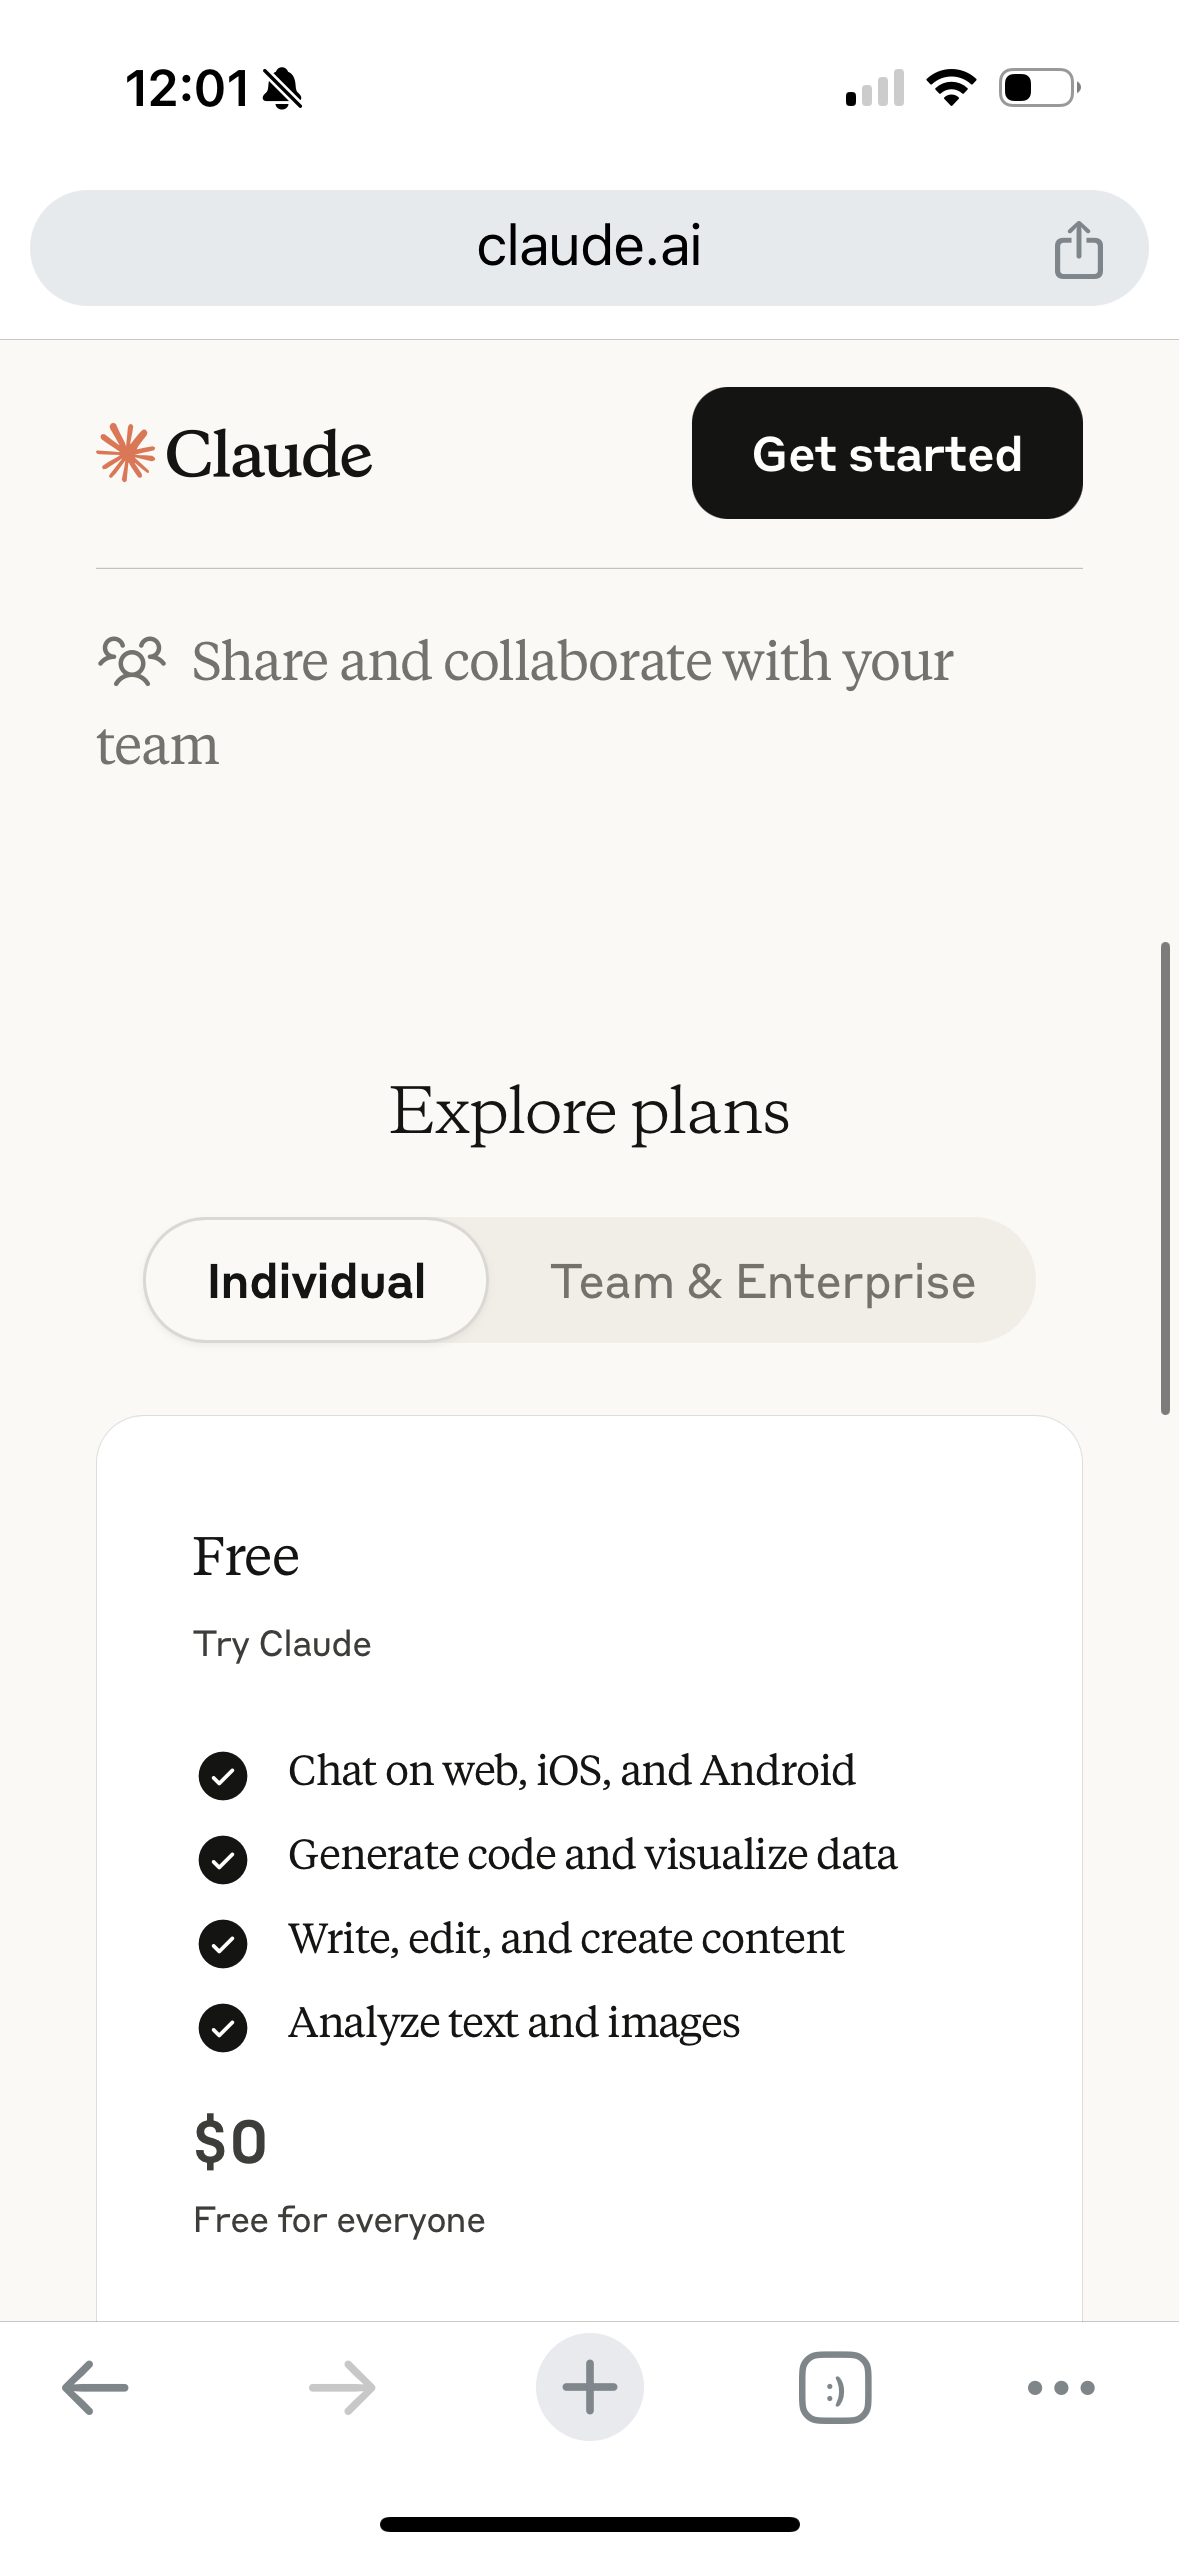 12:01
claude.ai
Claude
Get started
Share and collaborate with your
team
Explore plans
Individual
Team & Enterprise
Free
Try Claude
Chat on web, iOS, and Android
Generate code and visualize data
Write, edit, and create content
Analyze text and images
$0
Free for everyone
:)